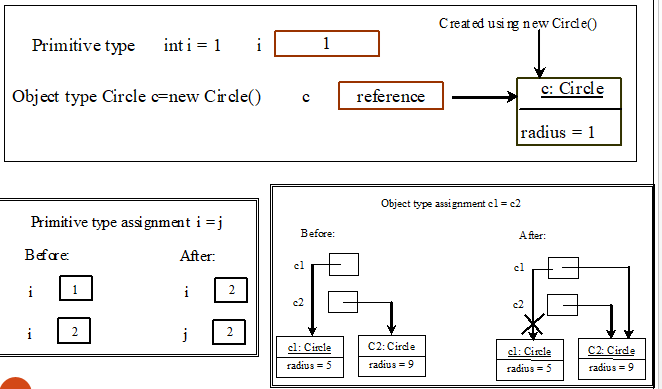 Created using new Circle()
Primitive type int i = 1 i 1
Object type Circle c=new Circle() c reference
c: Circle
radius = 1
Primitive type assignment i = j
Before: After:
i 1 i 2
i 2 j 2
Object type assignment c1 = c2
Before: After:
c1 c1
c2 c2
c1: Circle C2: Circle c1: Circle C2: Circle
radius = 5 radius = 9 radius = 5 radius = 9